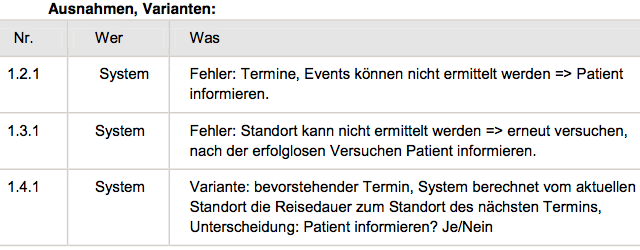 Ausnahmen, Varianten:
Nr. Wer Was
1.2.1 System Fehler: Termine, Events können nicht ermittelt werden => Patient
informieren.
1.3.1 System Fehler: Standort kann nicht ermittelt werden => erneut versuchen,
nach der erfolglosen Versuchen Patient informieren.
1.4.1 System Variante: bevorstehender Termin, System berechnet vom aktuellen
Standort die Reisedauer zum Standort des nächsten Termins,
Unterscheidung: Patient informieren? Je/Nein